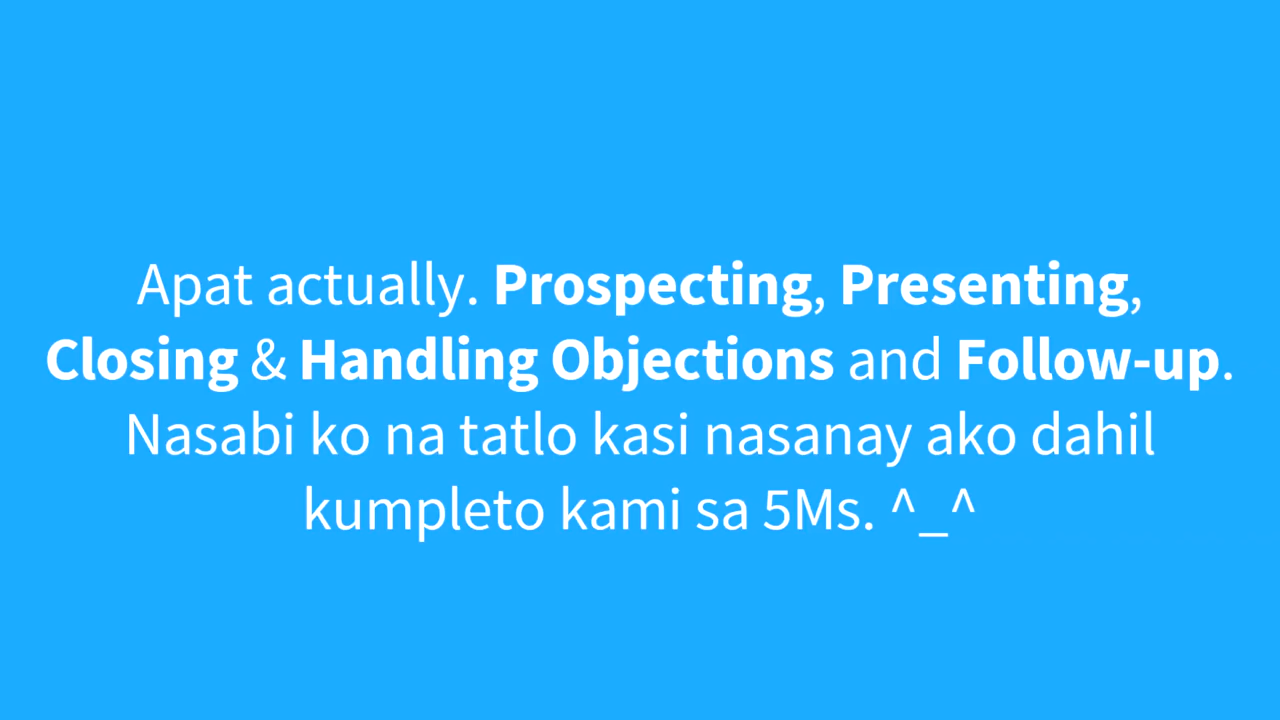 Apat actually. Prospecting, Presenting,
Closing & Handling Objections and Follow-up.
Nasabi ko na tatlo kasi nasanay ako dahil
kumpleto kami sa 5Ms. ^_^